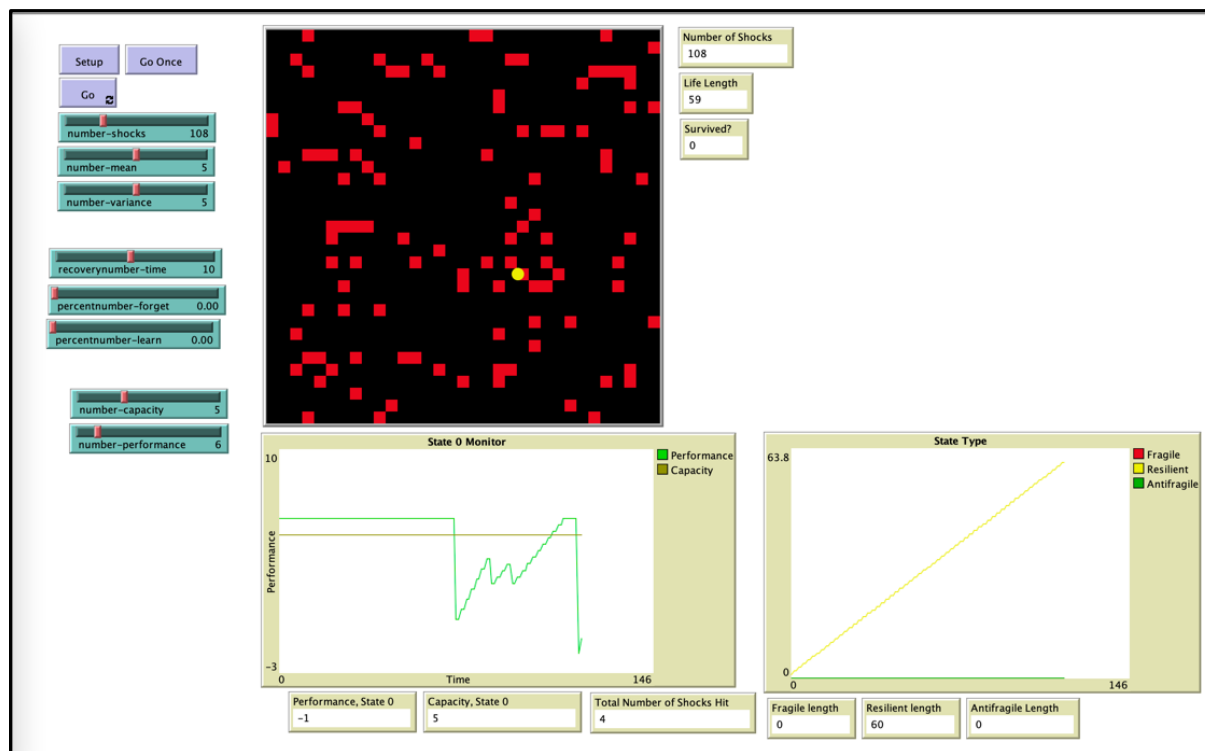 Setup
Go Once
Go
number-shocks 108
number-mean 5
number-variance 5
recoverynumber-time 10
percentnumber-forget 0.00
percentnumber-learn 0.00
number-capacity 5
number-performance 6
Number of Shocks
108
Life Length
59
Survived?
0
State 0 Monitor
10
Performance
-3
0
Time
146
Performance
Capacity
State Type
63.8
0
0
146
Fragile
Resilient
Antifragile
Performance, State 0
-1
Capacity, State 0
5
Total Number of Shocks Hit
4
Fragile length
0
Resilient length
60
Antifragile Length
0